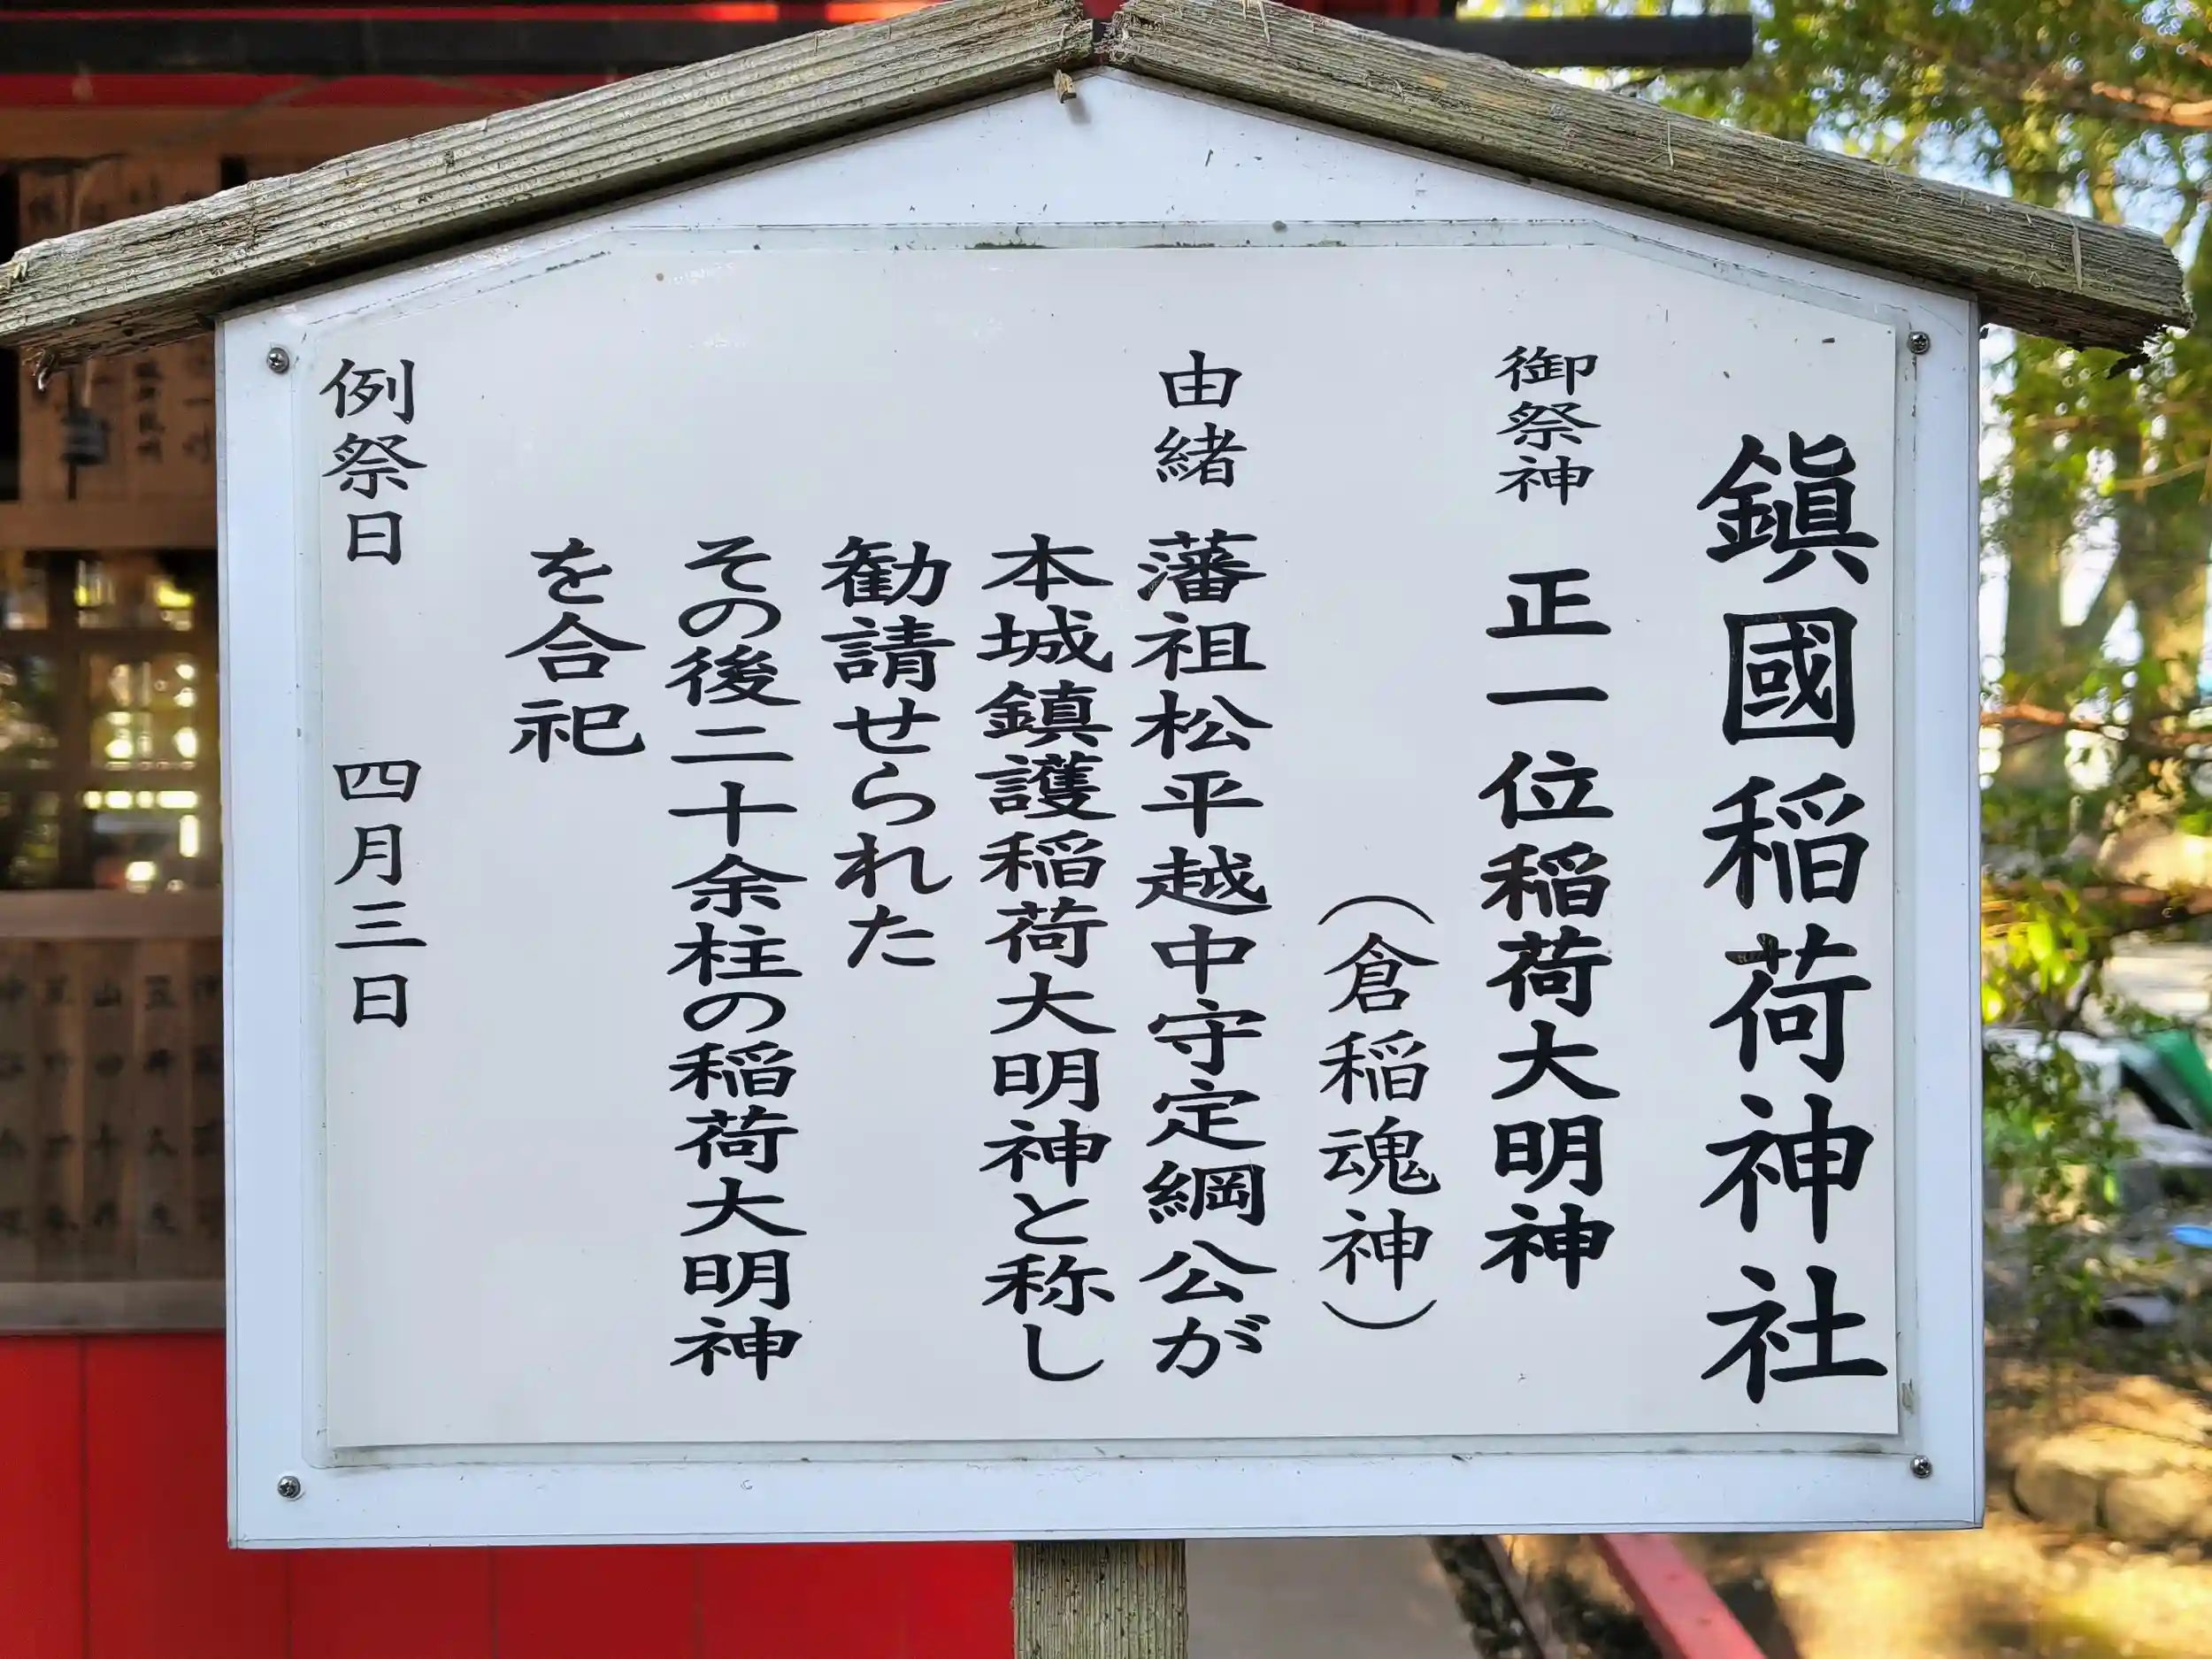 鎭國稲荷神社
御祭神　正一位稲荷大明神
（倉稲魂神）
由緒　藩祖松平越中守定綱公が
本城鎮護稲荷大明神と称し
勧請せられた
その後二十余柱の稲荷大明神
を合祀
例祭日　四月三日